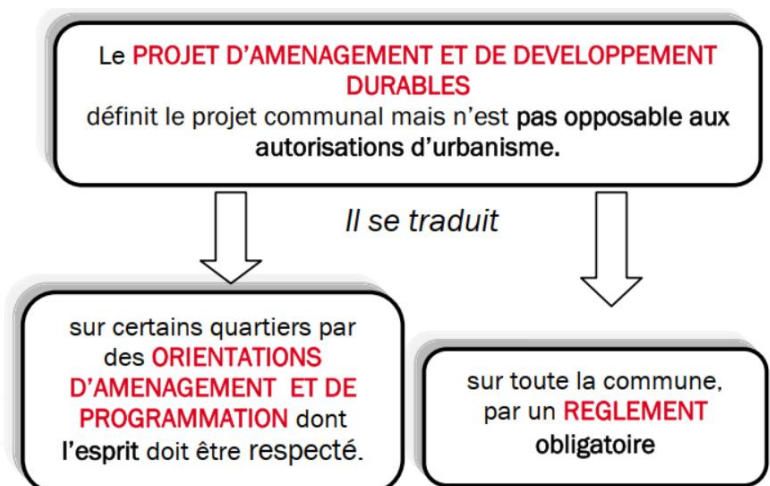 Le PROJET D'AMENAGEMENT ET DE DEVELOPPEMENT
DURABLES
définit le projet communal mais n'est pas opposable aux
autorisations d'urbanisme.
Il se traduit
sur certains quartiers par
des ORIENTATIONS
D'AMENAGEMENT ET DE
PROGRAMMATION dont
l'esprit doit être respecté.
sur toute la commune,
par un REGLEMENT
obligatoire